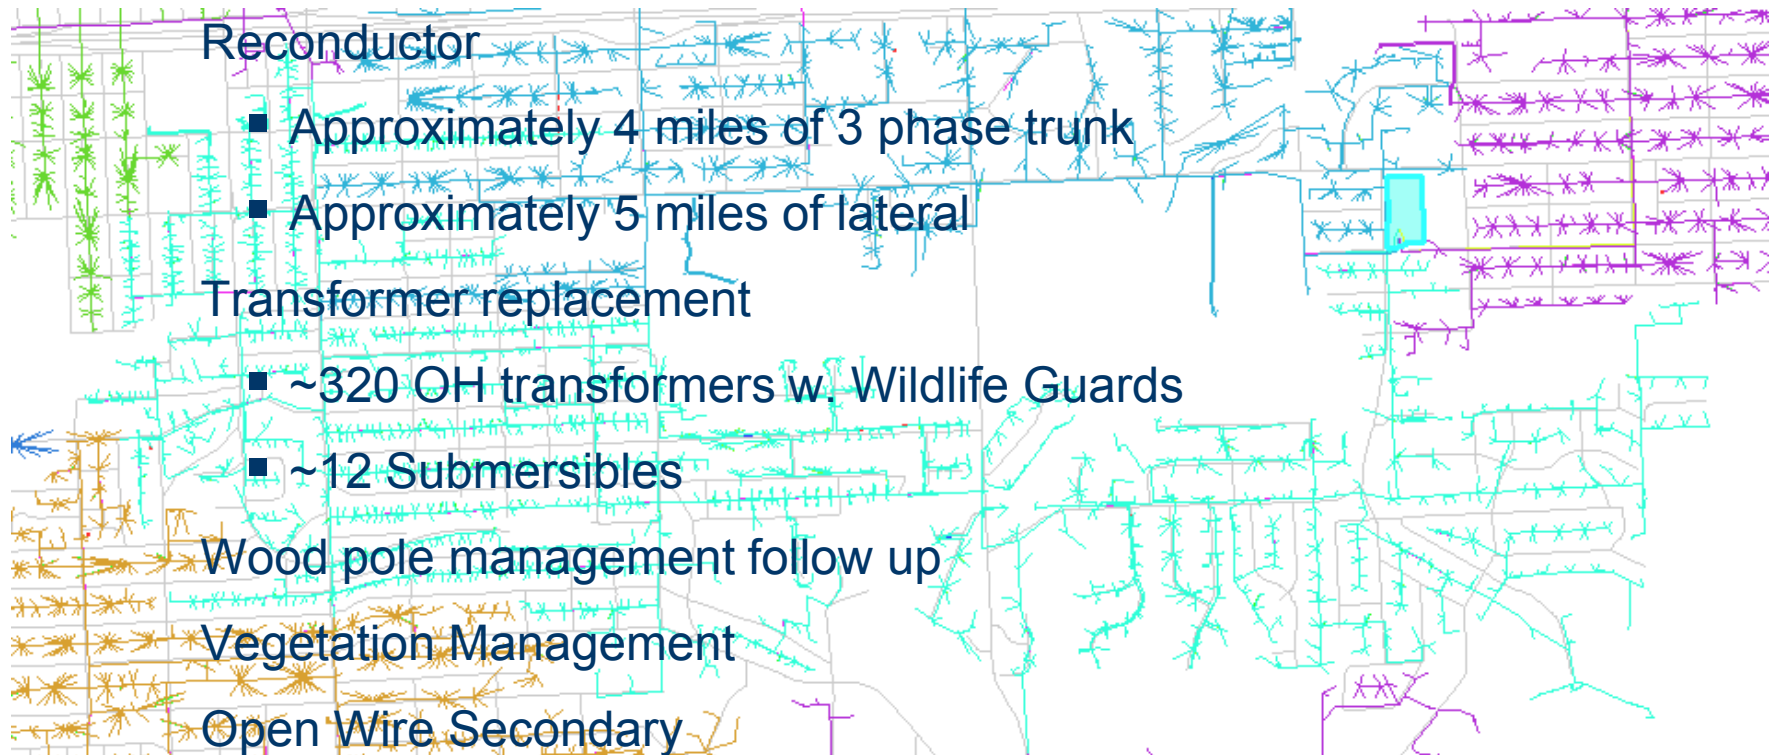 Reconductor
▪ Approximately 4 miles of 3 phase trunk
▪ Approximately 5 miles of lateral
Transformer replacement
▪ ~320 OH transformers w. Wildlife Guards
▪ ~12 Submersibles
Wood pole management follow up
Vegetation Management
Open Wire Secondary